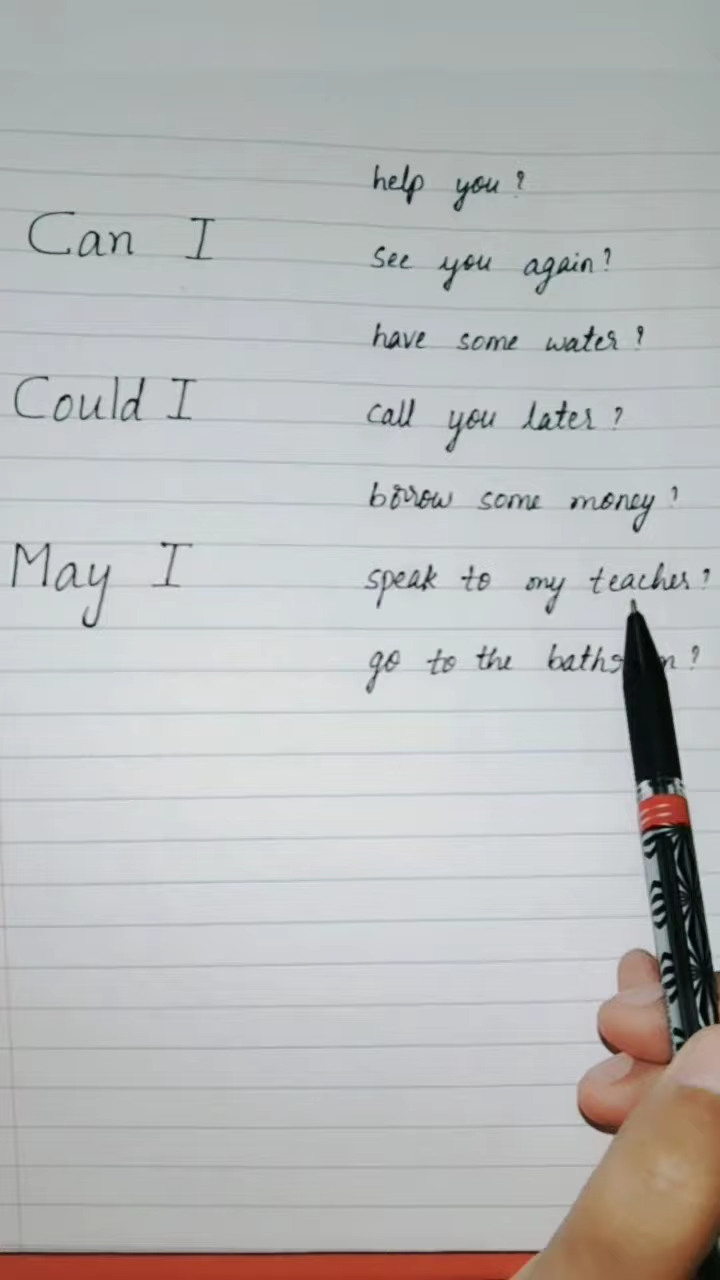 help you?
Can I
see you again?
have some water?
Could I
call you later?
borrow some money?
May I
speak to my teacher?
go to the